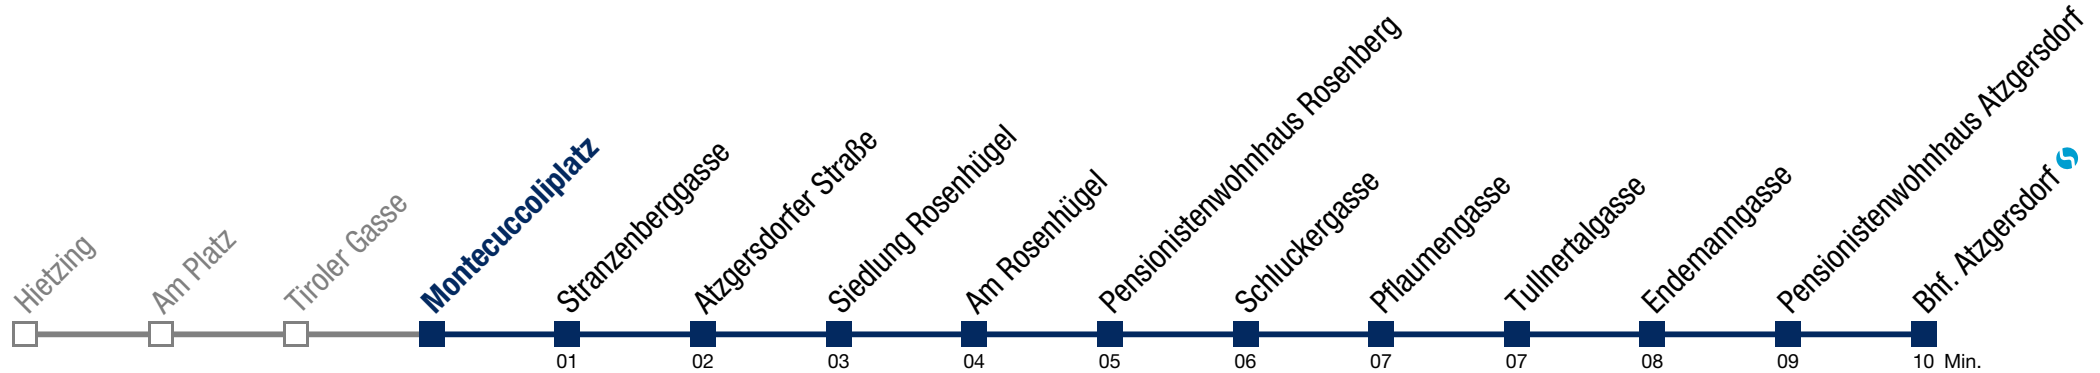 Hietzing
Am Platz
Tiroler Gasse
Montecuccoliplatz
Stranzenberggasse
Atzgersdorfer Straße
Siedlung Rosenhügel
Am Rosenhügel
Pensionistenwohnhaus Rosenberg
Schluckergasse
Pflaumengasse
Tullnertalgasse
Endemanngasse
Pensionistenwohnhaus Atzgersdorf
Bhf. Atzgersdorf
01 02 03 04 05 06 07 07 08 09 10 Min.